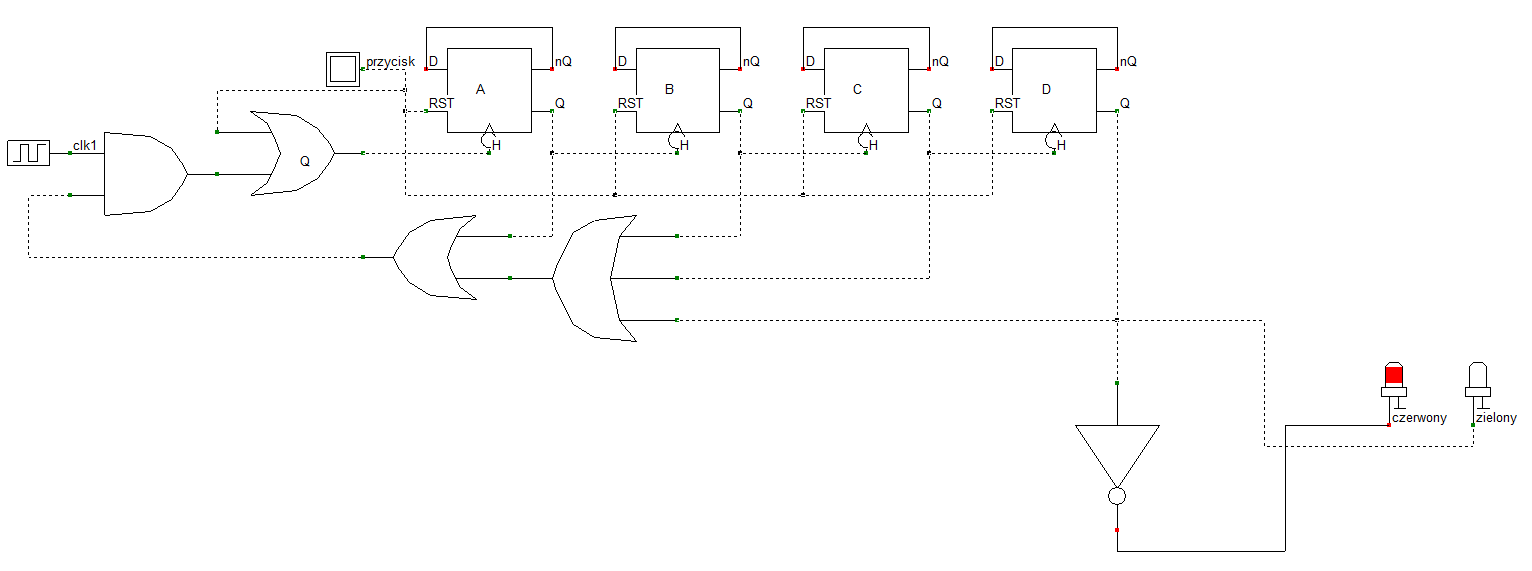 przycisk
D
nQ
D
nQ
D
nQ
D
nQ
A
B
C
D
RST
Q
RST
Q
RST
Q
RST
Q
clk1
H
H
H
H
Q
czerwony
zielony